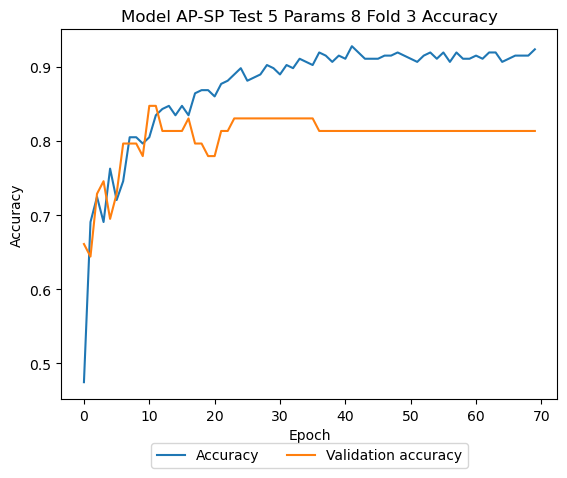 Model AP-SP Test 5 Params 8 Fold 3 Accuracy
Accuracy
0.9
0.8
0.7
0.6
0.5
0 10 20 30 40 50 60 70
Epoch
Accuracy Validation accuracy